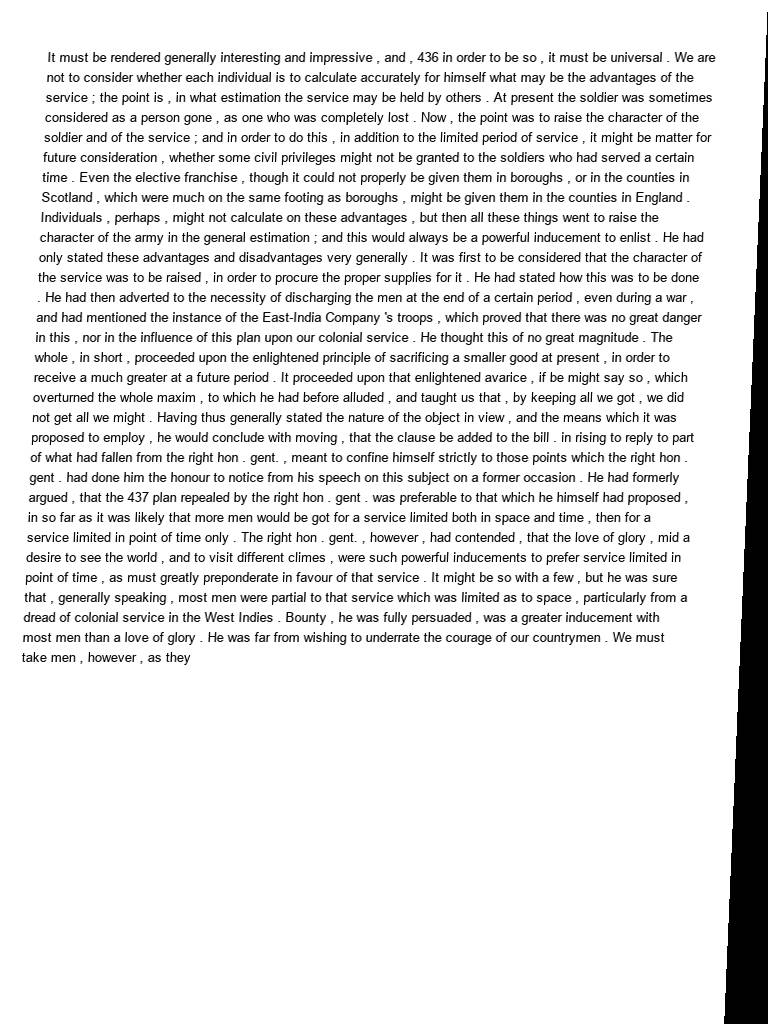 It must be rendered generally interesting and impressive , and , 436 in order to be so , it must be universal . We are
not to consider whether each individual is to calculate accurately for himself what may be the advantages of the
service ; the point is , in what estimation the service may be held by others . At present the soldier was sometimes
considered as a person gone , as one who was completely lost . Now , the point was to raise the character of the
soldier and of the service ; and in order to do this , in addition to the limited period of service , it might be matter for
future consideration , whether some civil privileges might not be granted to the soldiers who had served a certain
time . Even the elective franchise , though it could not properly be given them in boroughs , or in the counties in
Scotland , which were much on the same footing as boroughs , might be given them in the counties in England .
Individuals , perhaps , might not calculate on these advantages , but then all these things went to raise the
character of the army in the general estimation ; and this would always be a powerful inducement to enlist . He had
only stated these advantages and disadvantages very generally . It was first to be considered that the character of
the service was to be raised , in order to procure the proper supplies for it . He had stated how this was to be done
. He had then adverted to the necessity of discharging the men at the end of a certain period , even during a war ,
and had mentioned the instance of the East-India Company 's troops , which proved that there was no great danger
in this , nor in the influence of this plan upon our colonial service . He thought this of no great magnitude . The
whole , in short , proceeded upon the enlightened principle of sacrificing a smaller good at present , in order to
receive a much greater at a future period . It proceeded upon that enlightened avarice , if be might say so , which
overturned the whole maxim , to which he had before alluded , and taught us that , by keeping all we got , we did
not get all we might . Having thus generally stated the nature of the object in view , and the means which it was
proposed to employ , he would conclude with moving , that the clause be added to the bill . in rising to reply to part
of what had fallen from the right hon . gent. , meant to confine himself strictly to those points which the right hon .
gent . had done him the honour to notice from his speech on this subject on a former occasion . He had formerly
argued , that the 437 plan repealed by the right hon . gent . was preferable to that which he himself had proposed ,
in so far as it was likely that more men would be got for a service limited both in space and time , then for a
service limited in point of time only . The right hon . gent. , however , had contended , that the love of glory , mid a
desire to see the world , and to visit different climes , were such powerful inducements to prefer service limited in
point of time , as must greatly preponderate in favour of that service . It might be so with a few , but he was sure
that , generally speaking , most men were partial to that service which was limited as to space , particularly from a
dread of colonial service in the West Indies . Bounty , he was fully persuaded , was a greater inducement with
most men than a love of glory . He was far from wishing to underrate the courage of our countrymen . We must
take men , however , as they